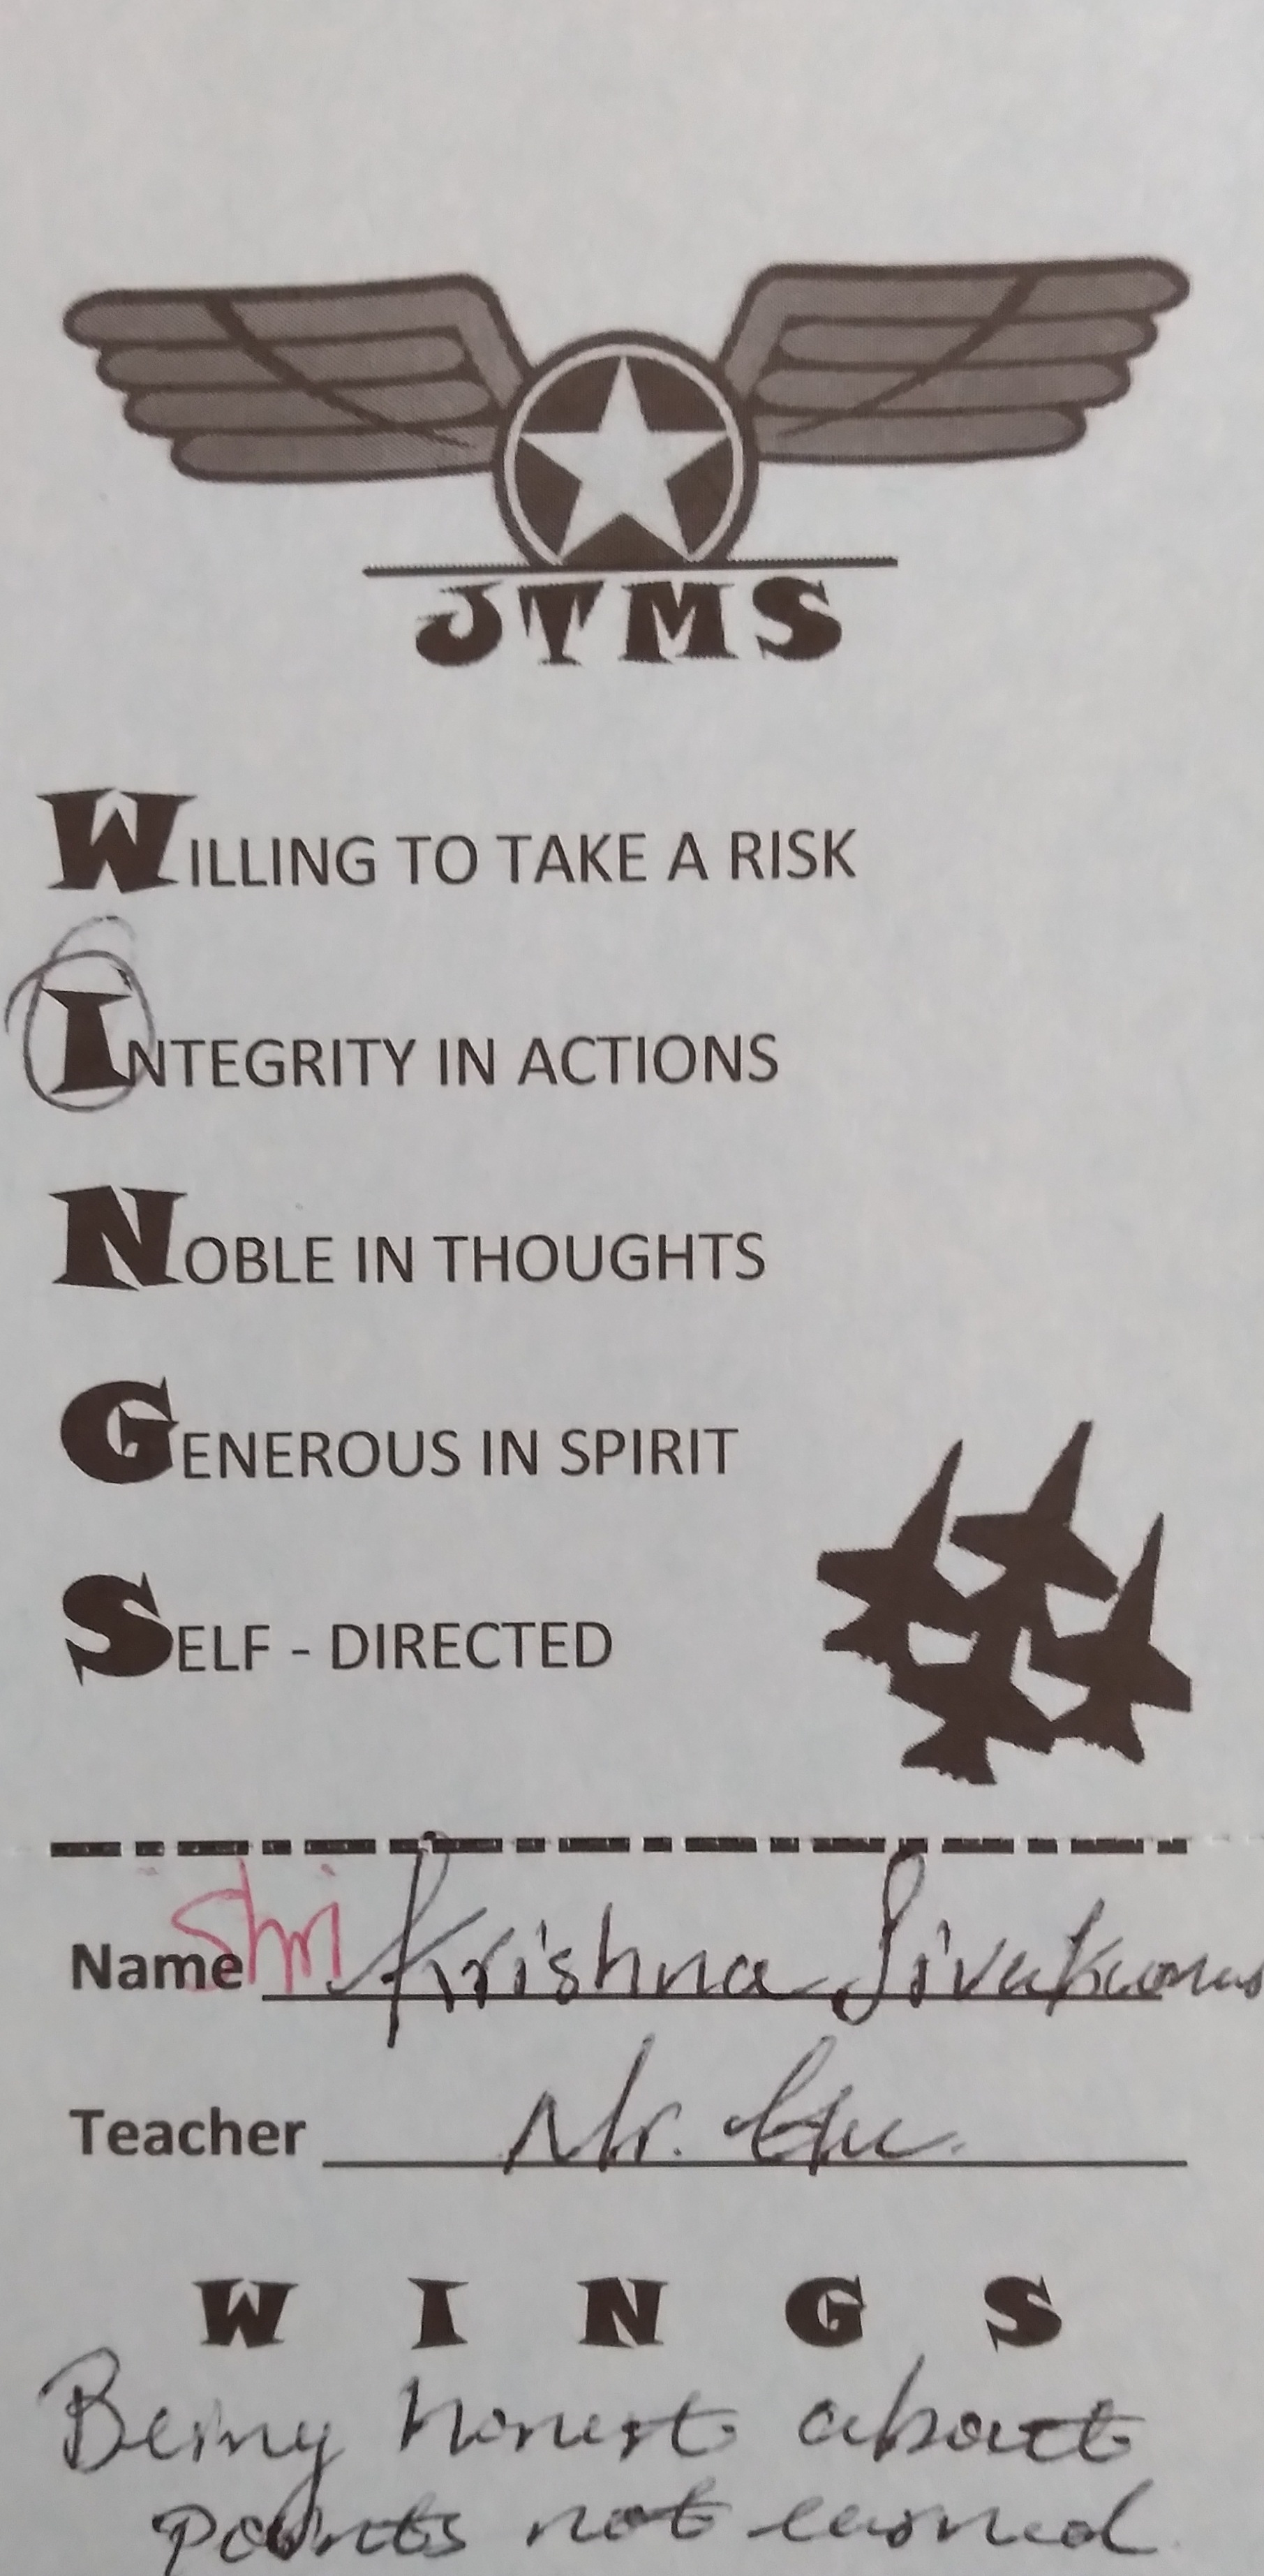 JTMS
WILLING TO TAKE A RISK
INTEGRITY IN ACTIONS
NOBLE IN THOUGHTS
GENEROUS IN SPIRIT
SELF - DIRECTED
Name Shri Krishna Sivakumar
Teacher Mr.
W I N G S
Being honest about
points not earned